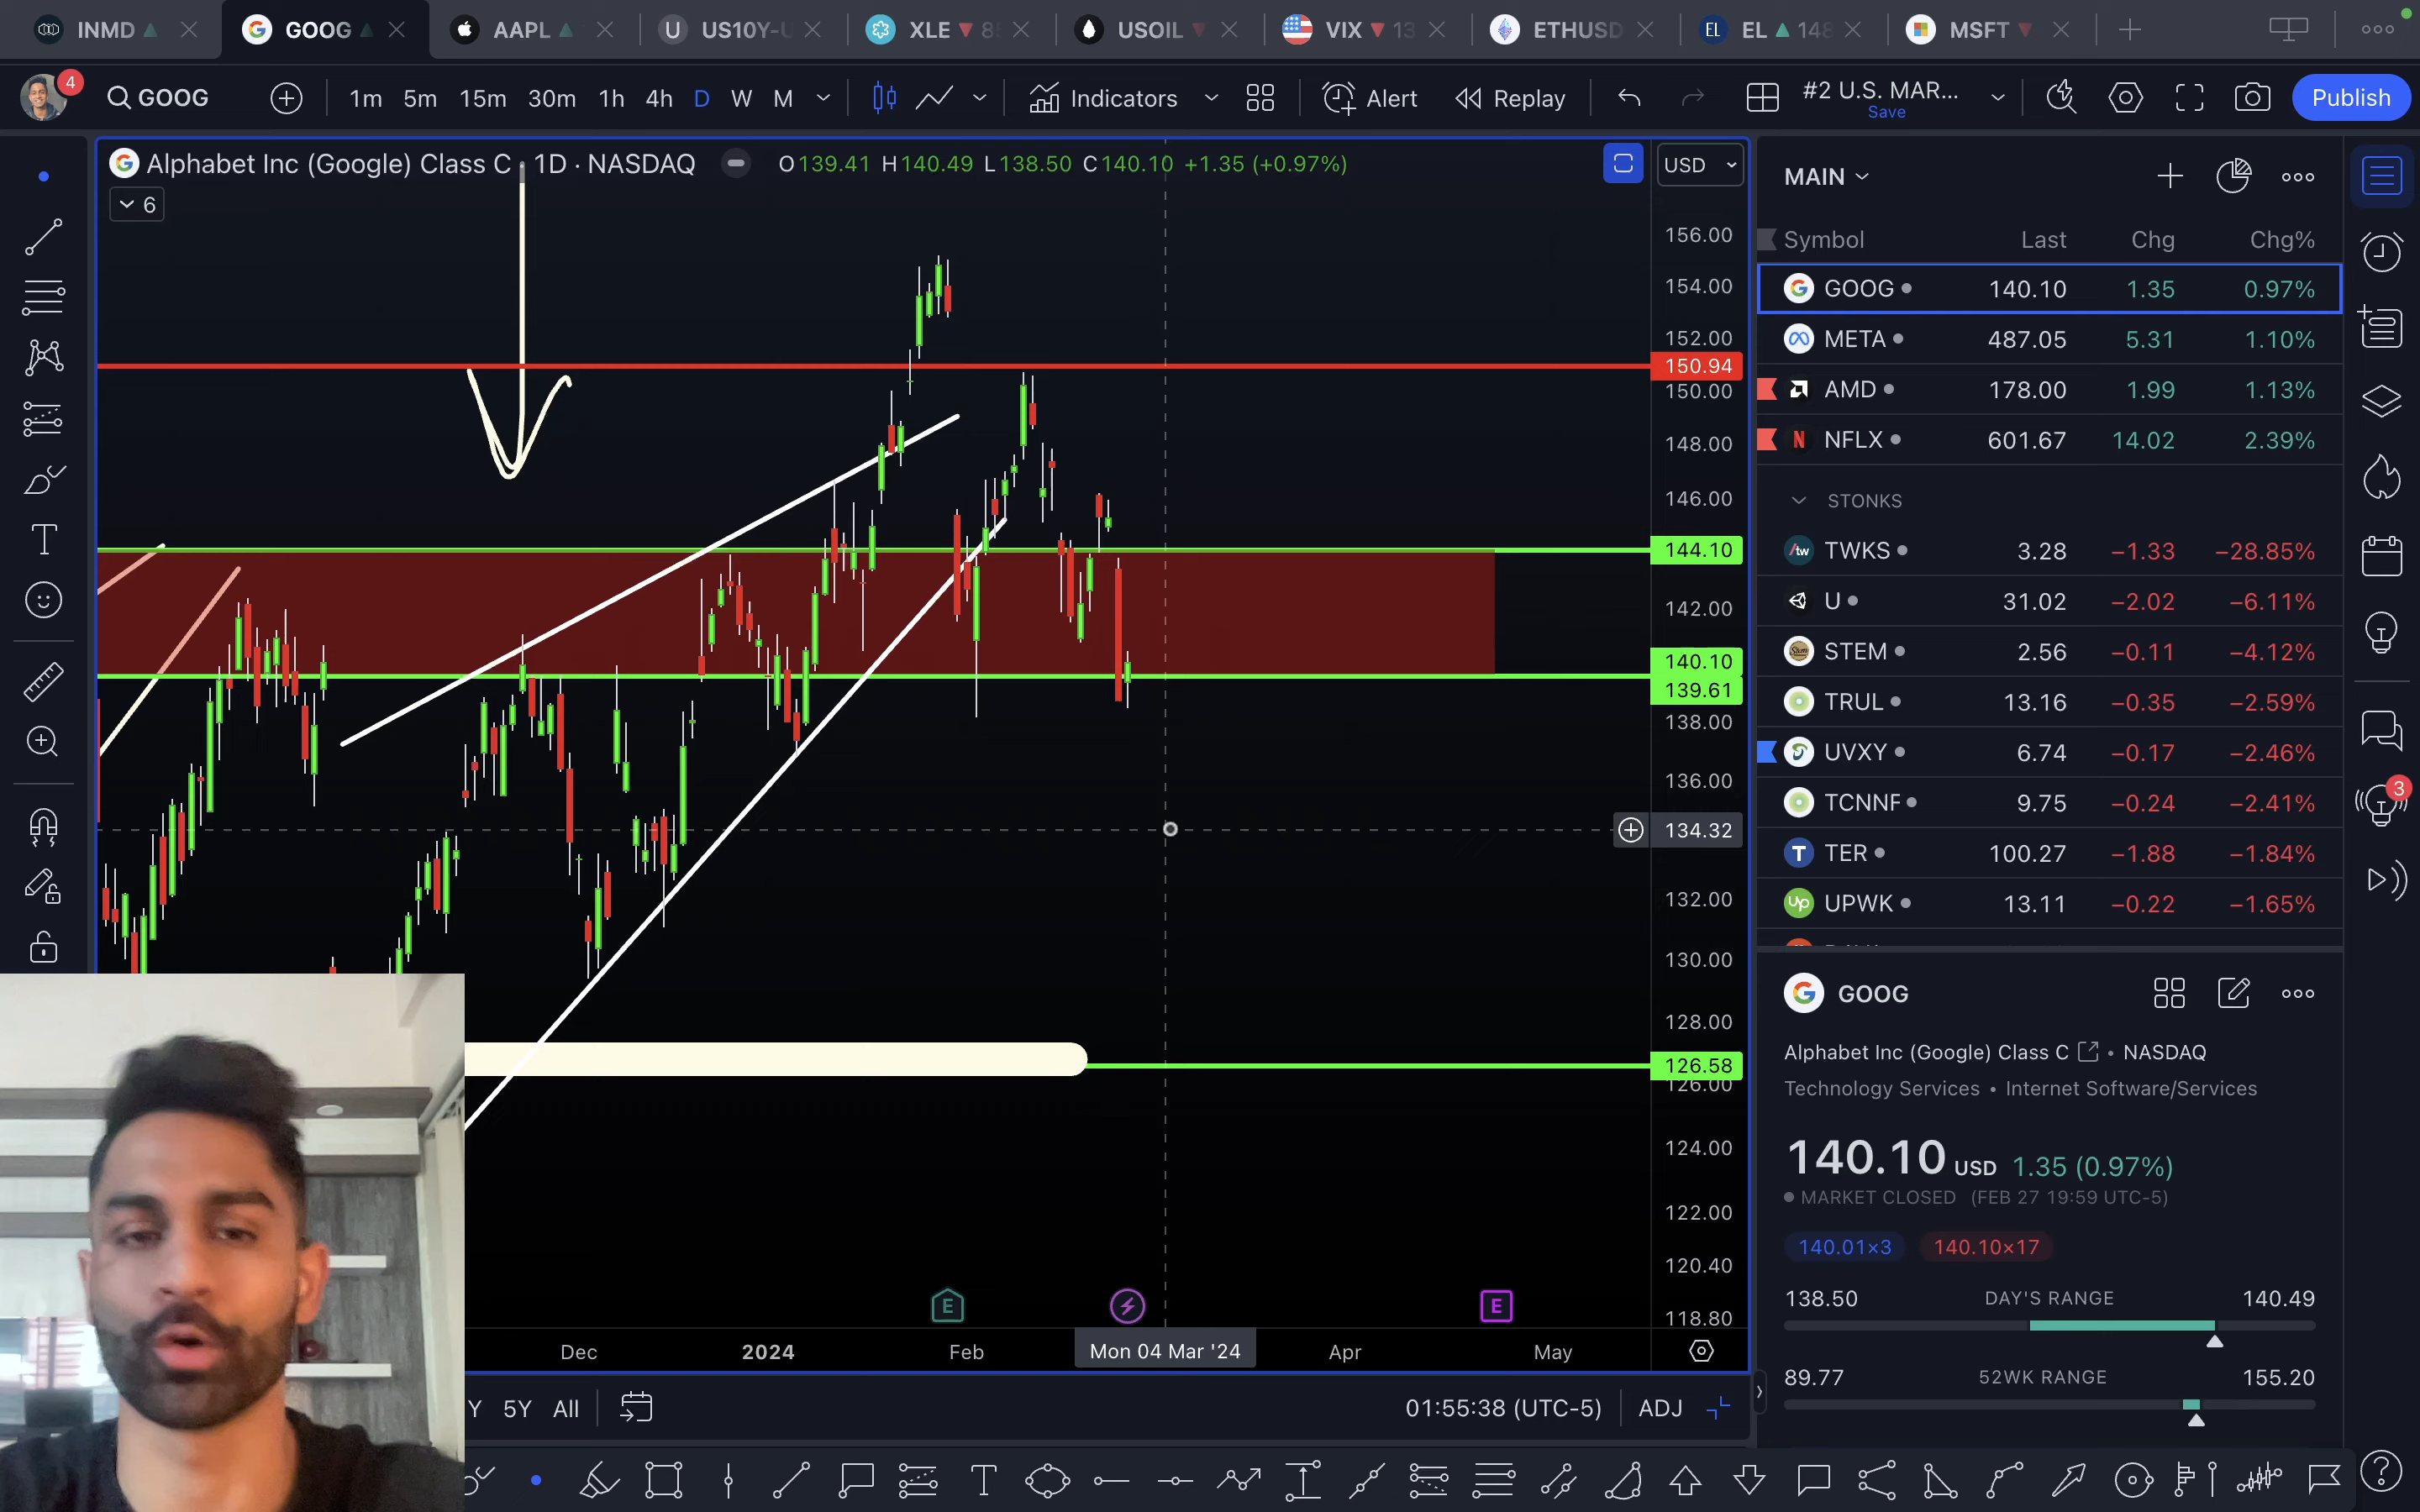 INMD
GOOG
AAPL
U US10Y-U
XLE 8
USOIL
VIX 13
ETHUSD
EL EL 148
MSFT
4
GOOG
1m 5m 15m 30m 1h 4h D W M
Indicators
Alert
Replay
#2 U.S. MAR...
Save
Publish
Alphabet Inc (Google) Class C · 1D · NASDAQ
O139.41 H140.49 L138.50 C140.10 +1.35 (+0.97%)
6
USD
156.00
154.00
152.00
150.94
150.00
148.00
146.00
144.10
142.00
140.10
139.61
138.00
136.00
134.32
132.00
130.00
128.00
126.58
126.00
124.00
122.00
120.40
118.80
E
E
Dec 2024 Feb Mon 04 Mar '24 Apr May
Y 5Y All
01:55:38 (UTC-5) ADJ
MAIN
Symbol Last Chg Chg%
GOOG 140.10 1.35 0.97%
META 487.05 5.31 1.10%
AMD 178.00 1.99 1.13%
NFLX 601.67 14.02 2.39%
STONKS
TWKS 3.28 −1.33 −28.85%
U 31.02 −2.02 −6.11%
STEM 2.56 −0.11 −4.12%
TRUL 13.16 −0.35 −2.59%
UVXY 6.74 −0.17 −2.46%
TCNNF 9.75 −0.24 −2.41%
TER 100.27 −1.88 −1.84%
UPWK 13.11 −0.22 −1.65%
GOOG
Alphabet Inc (Google) Class C • NASDAQ
Technology Services • Internet Software/Services
140.10 USD 1.35 (0.97%)
MARKET CLOSED (FEB 27 19:59 UTC-5)
140.01×3 140.10×17
138.50 DAY'S RANGE 140.49
89.77 52WK RANGE 155.20
3